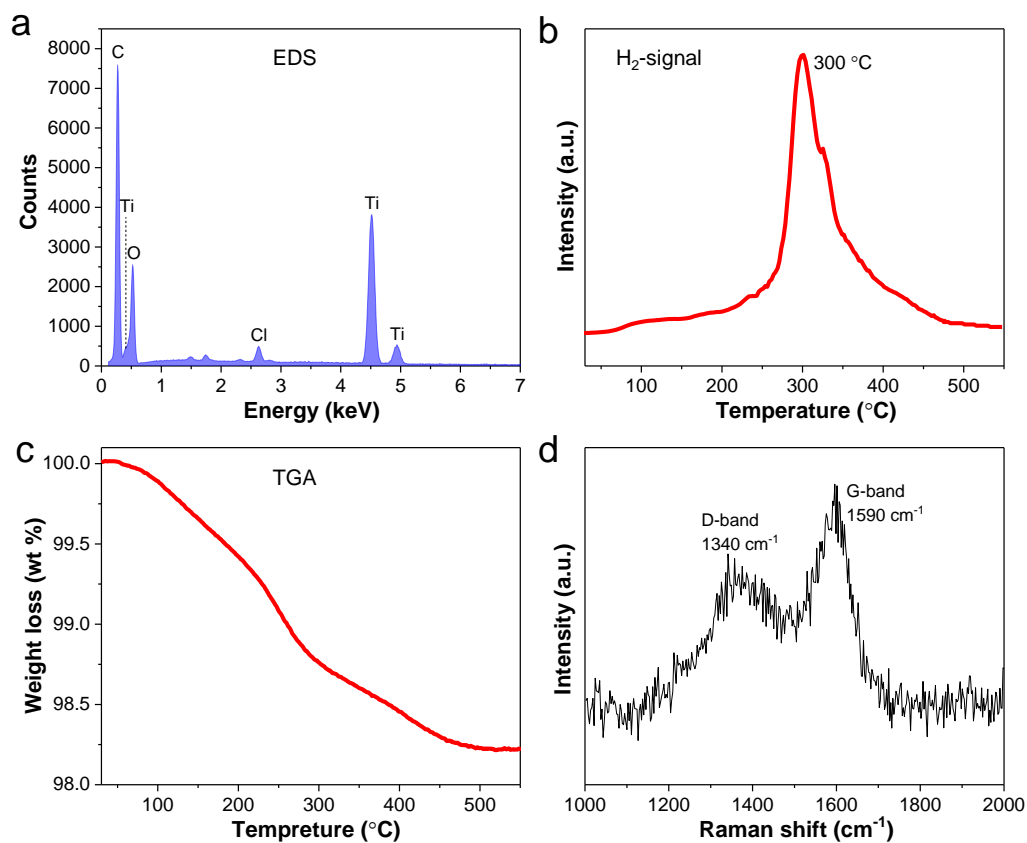 a
EDS
8000
7000
6000
5000
4000
3000
2000
1000
0
Counts
C
Ti
O
Cl
Ti
Ti
0 1 2 3 4 5 6 7
Energy (keV)
b
H₂-signal
300 °C
Intensity (a.u.)
100 200 300 400 500
Temperature (°C)
c
TGA
100.0
99.5
99.0
98.5
98.0
Weight loss (wt %)
100 200 300 400 500
Tempreture (°C)
d
D-band
1340 cm⁻¹
G-band
1590 cm⁻¹
Intensity (a.u.)
1000 1200 1400 1600 1800 2000
Raman shift (cm⁻¹)